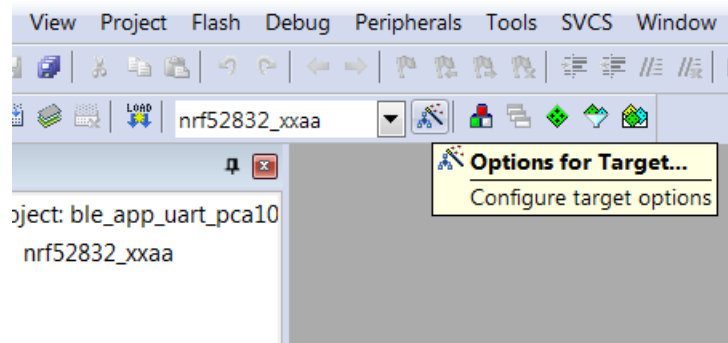 View Project Flash Debug Peripherals Tools SVCS Window
LOAD nrf52832_xxaa
Options for Target...
Configure target options
oject: ble_app_uart_pca10
nrf52832_xxaa